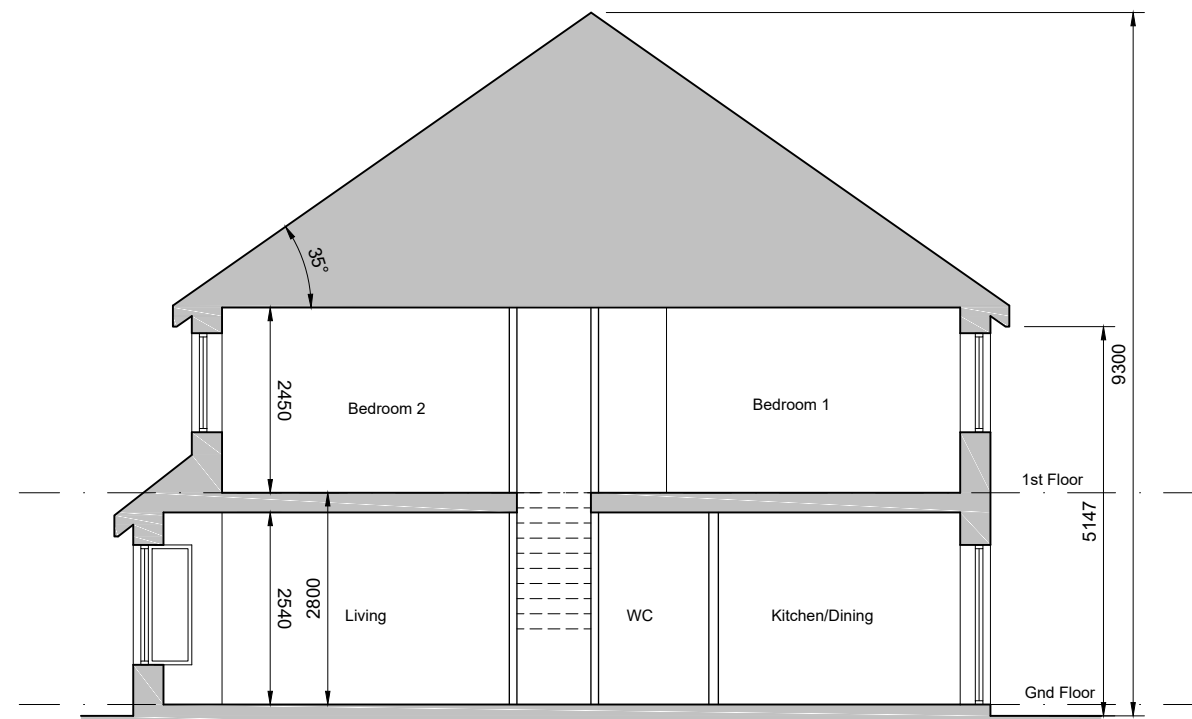 35°
9300
2450
Bedroom 2
Bedroom 1
1st Floor
5147
2540
2800
Living
WC
Kitchen/Dining
Gnd Floor